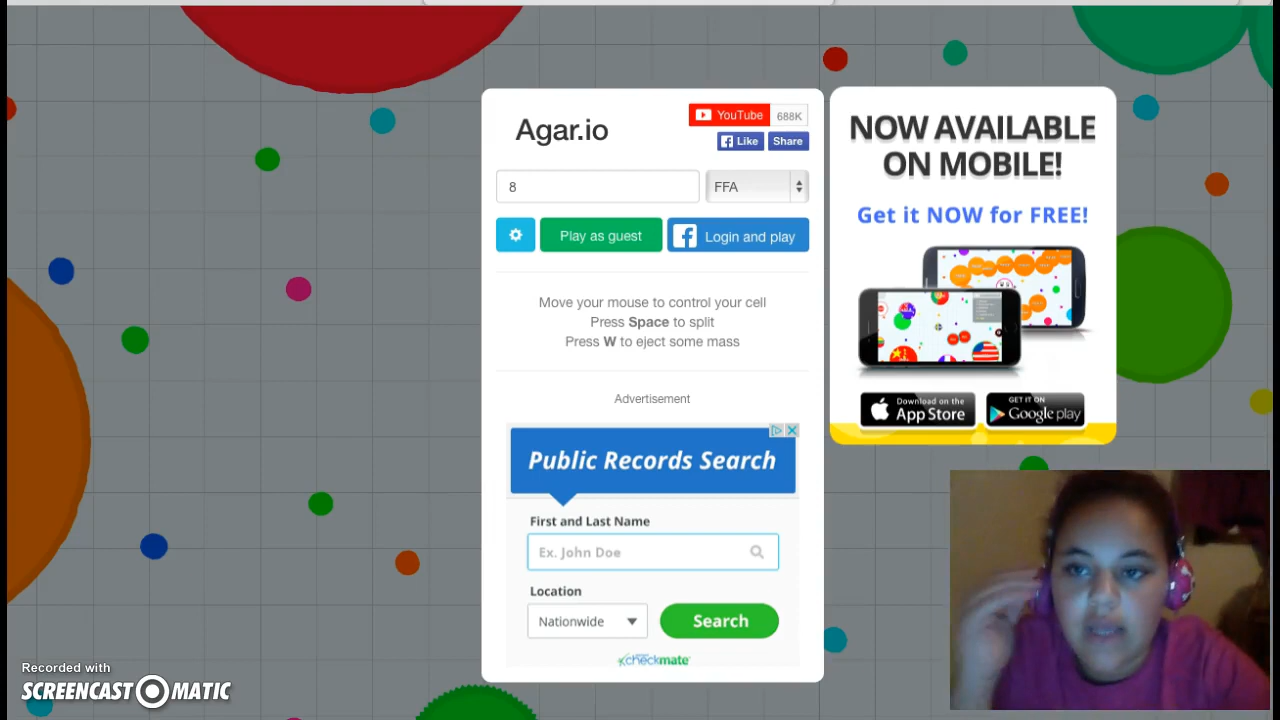 YouTube 688K
Agar.io
Like Share
8 FFA
Play as guest Login and play
Move your mouse to control your cell
Press Space to split
Press W to eject some mass
Advertisement
Public Records Search
First and Last Name
Ex. John Doe
Location
Nationwide Search
checkmate
NOW AVAILABLE
ON MOBILE!
Get it NOW for FREE!
Download on the
App Store
GET IT ON
Google play
Recorded with
SCREENCAST MATIC